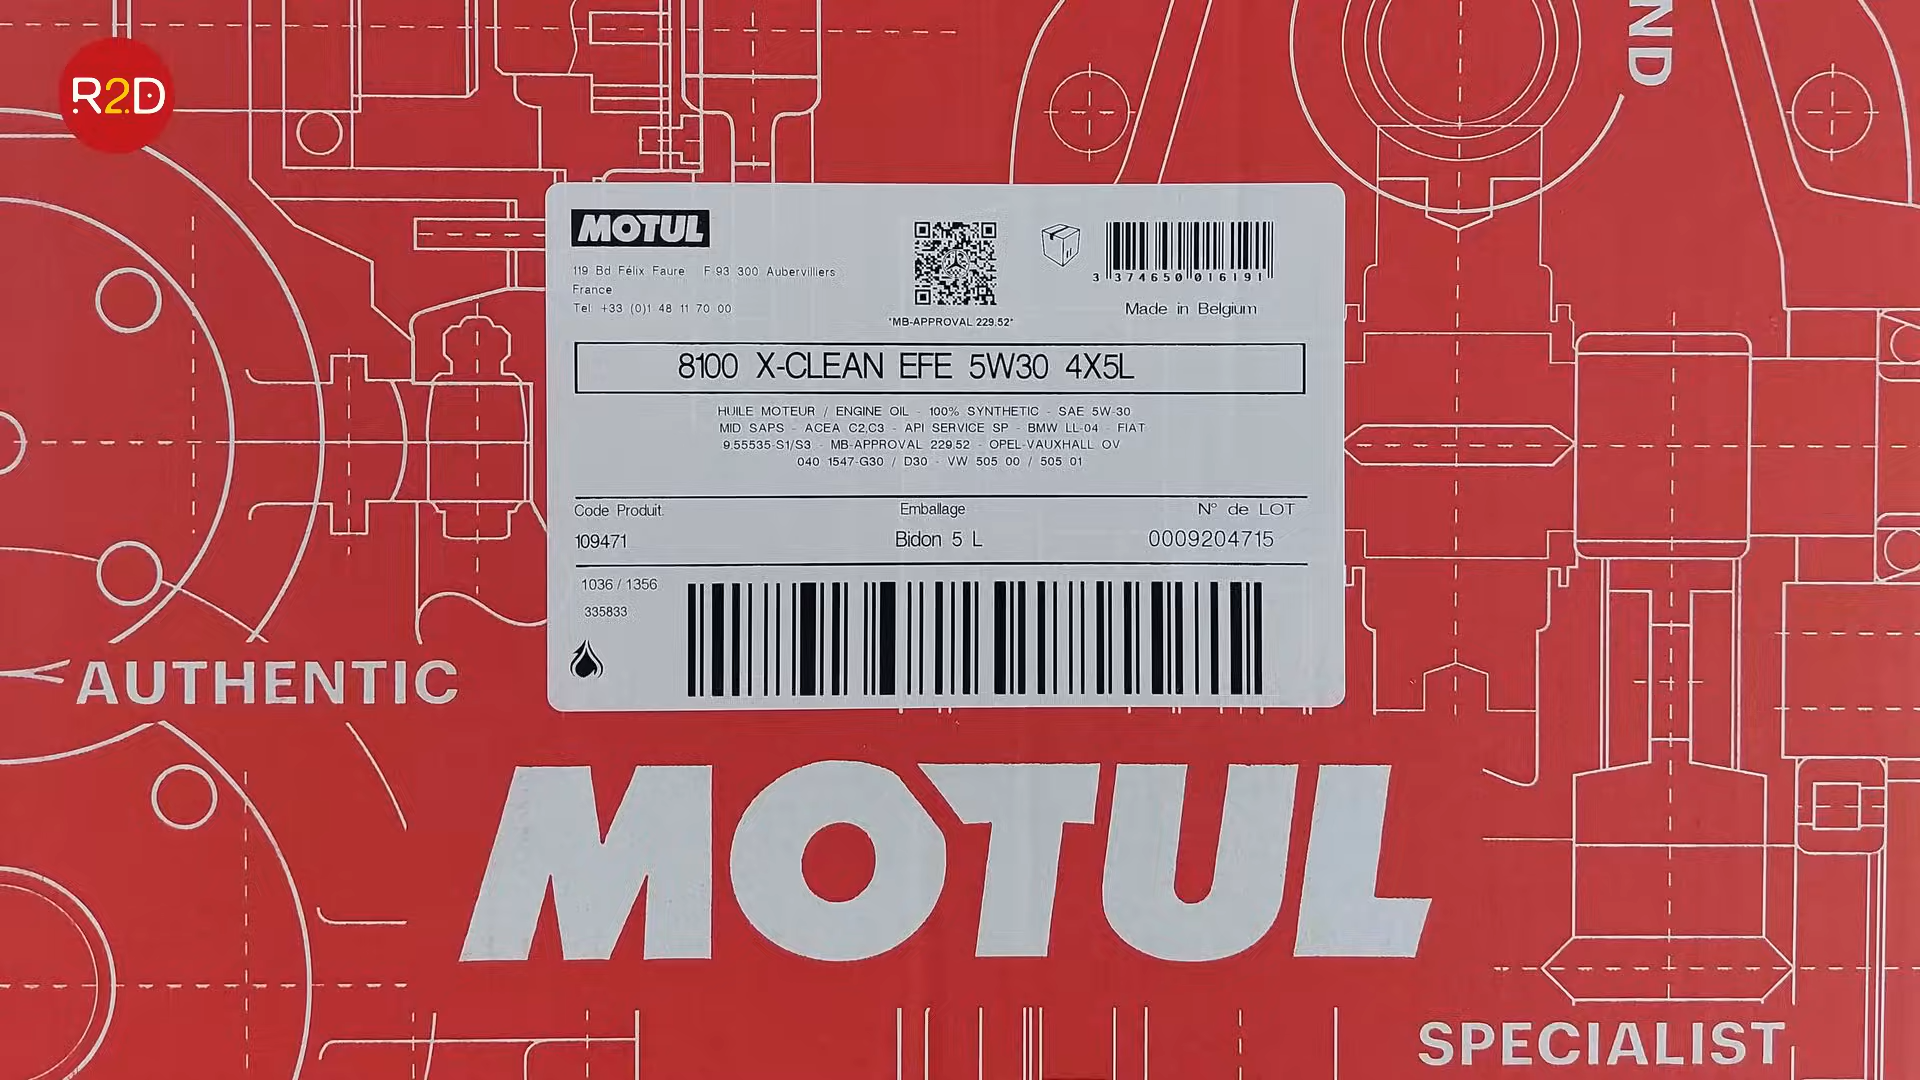 R2D
ND
MOTUL
119 Bd Félix Faure F 93 300 Aubervilliers
France
Tel: +33 (0)1 48 11 70 00
*MB-APPROVAL 229.52*
3 374650 016191
Made in Belgium
8100 X-CLEAN EFE 5W30 4X5L
HUILE MOTEUR / ENGINE OIL - 100% SYNTHETIC - SAE 5W-30
MID SAPS - ACEA C2,C3 - API SERVICE SP - BMW LL-04 - FIAT
9.55535-S1/S3 - MB-APPROVAL 229.52 - OPEL-VAUXHALL OV
040 1547-G30 / D30 - VW 505 00 / 505 01
Code Produit. Emballage N° de LOT
109471 Bidon 5 L 0009204715
1036 / 1356
335833
AUTHENTIC
MOTUL
SPECIALIST